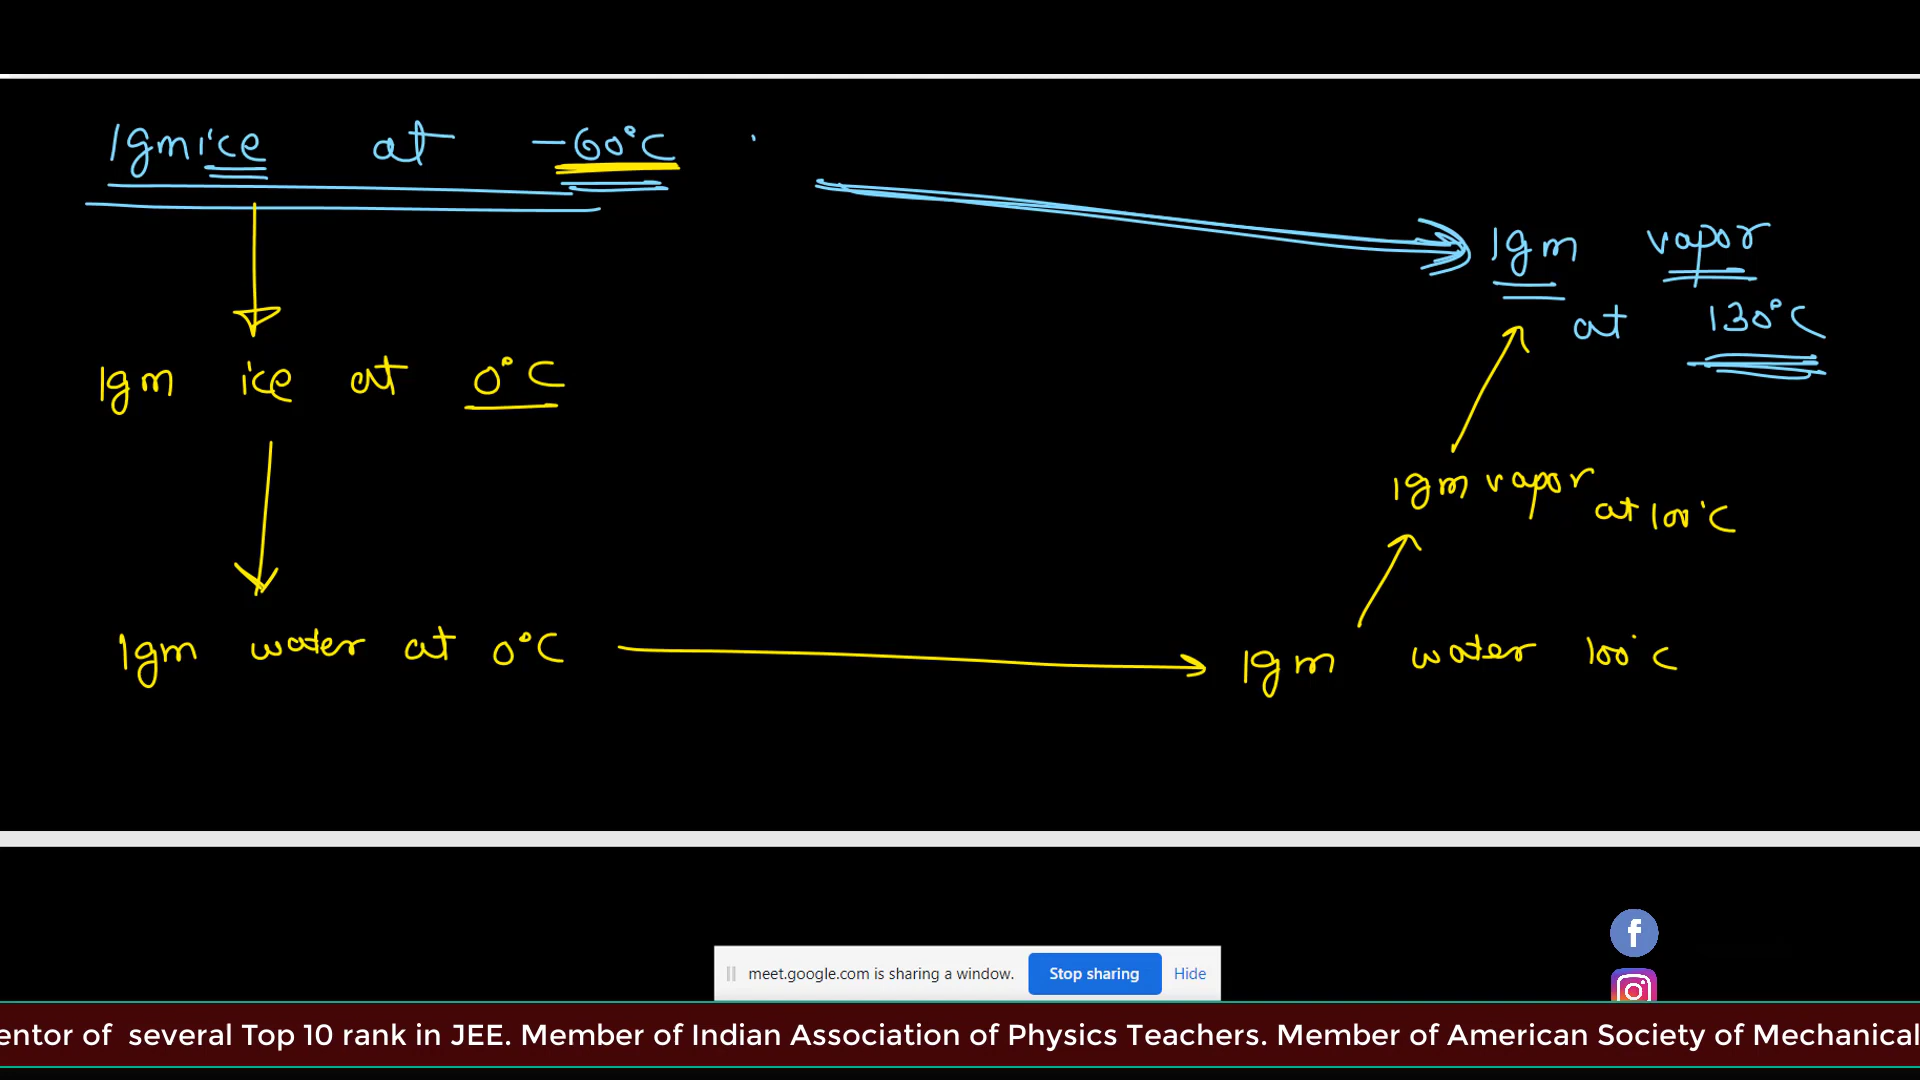 1gm ice at -60°C
1gm vapor
at 130°C
1gm ice at 0°C
1gm vapor at 100°C
1gm water at 0°C
1gm water 100°C
meet.google.com is sharing a window. Stop sharing Hide
f
entor of several Top 10 rank in JEE. Member of Indian Association of Physics Teachers. Member of American Society of Mechanical